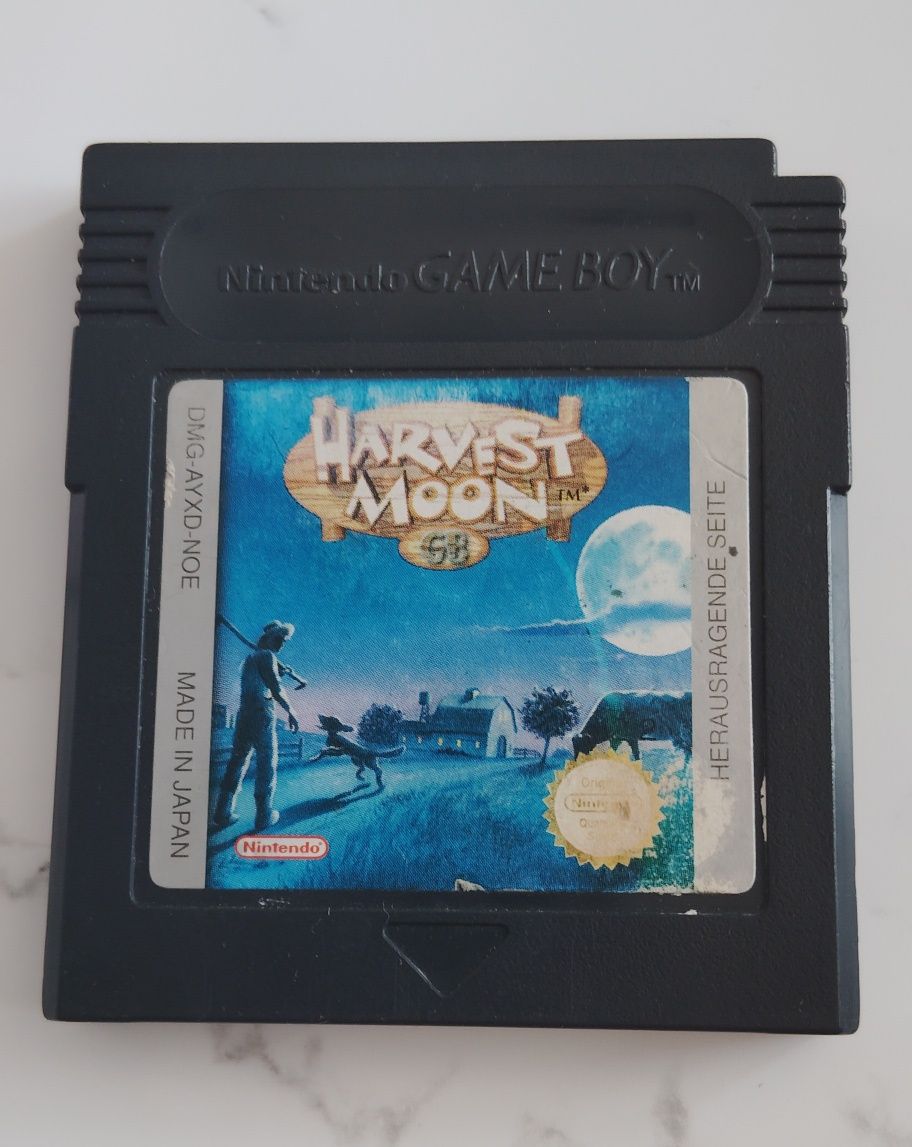 Nintendo GAME BOY™
DMG-AYXD-NOE
MADE IN JAPAN
HARVEST
MOON™*
GB
HERAUSRAGENDE SEITE
Nintendo®